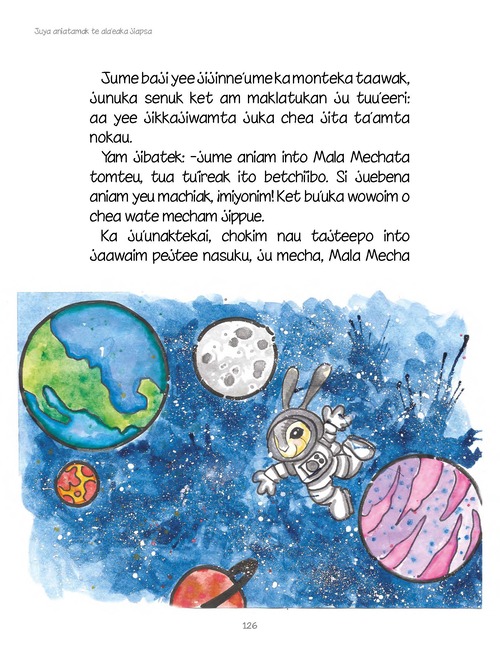 Juya aniatamak te ala'eaka Jiapsa
Jume baji yee jijinne'ume ka monteka taawak,
junuka senuk ket am maklatukan ju tuu'eeri:
aa yee jikkajiwamta juka chea jita ta'amta
nokau.
Yam jibatek: -jume aniam into Mala Mechata
tomteu, tua tuíreak ito betchíibo. Si juebena
aniam yeu machiak, ¡miyonim! Ket bu'uka wowoim o
chea wate mecham jippue.
Ka ju'unaktekai, chokim nau tajteepo into
jaawaim pejtee nasuku, ju mecha, Mala Mecha
1
126